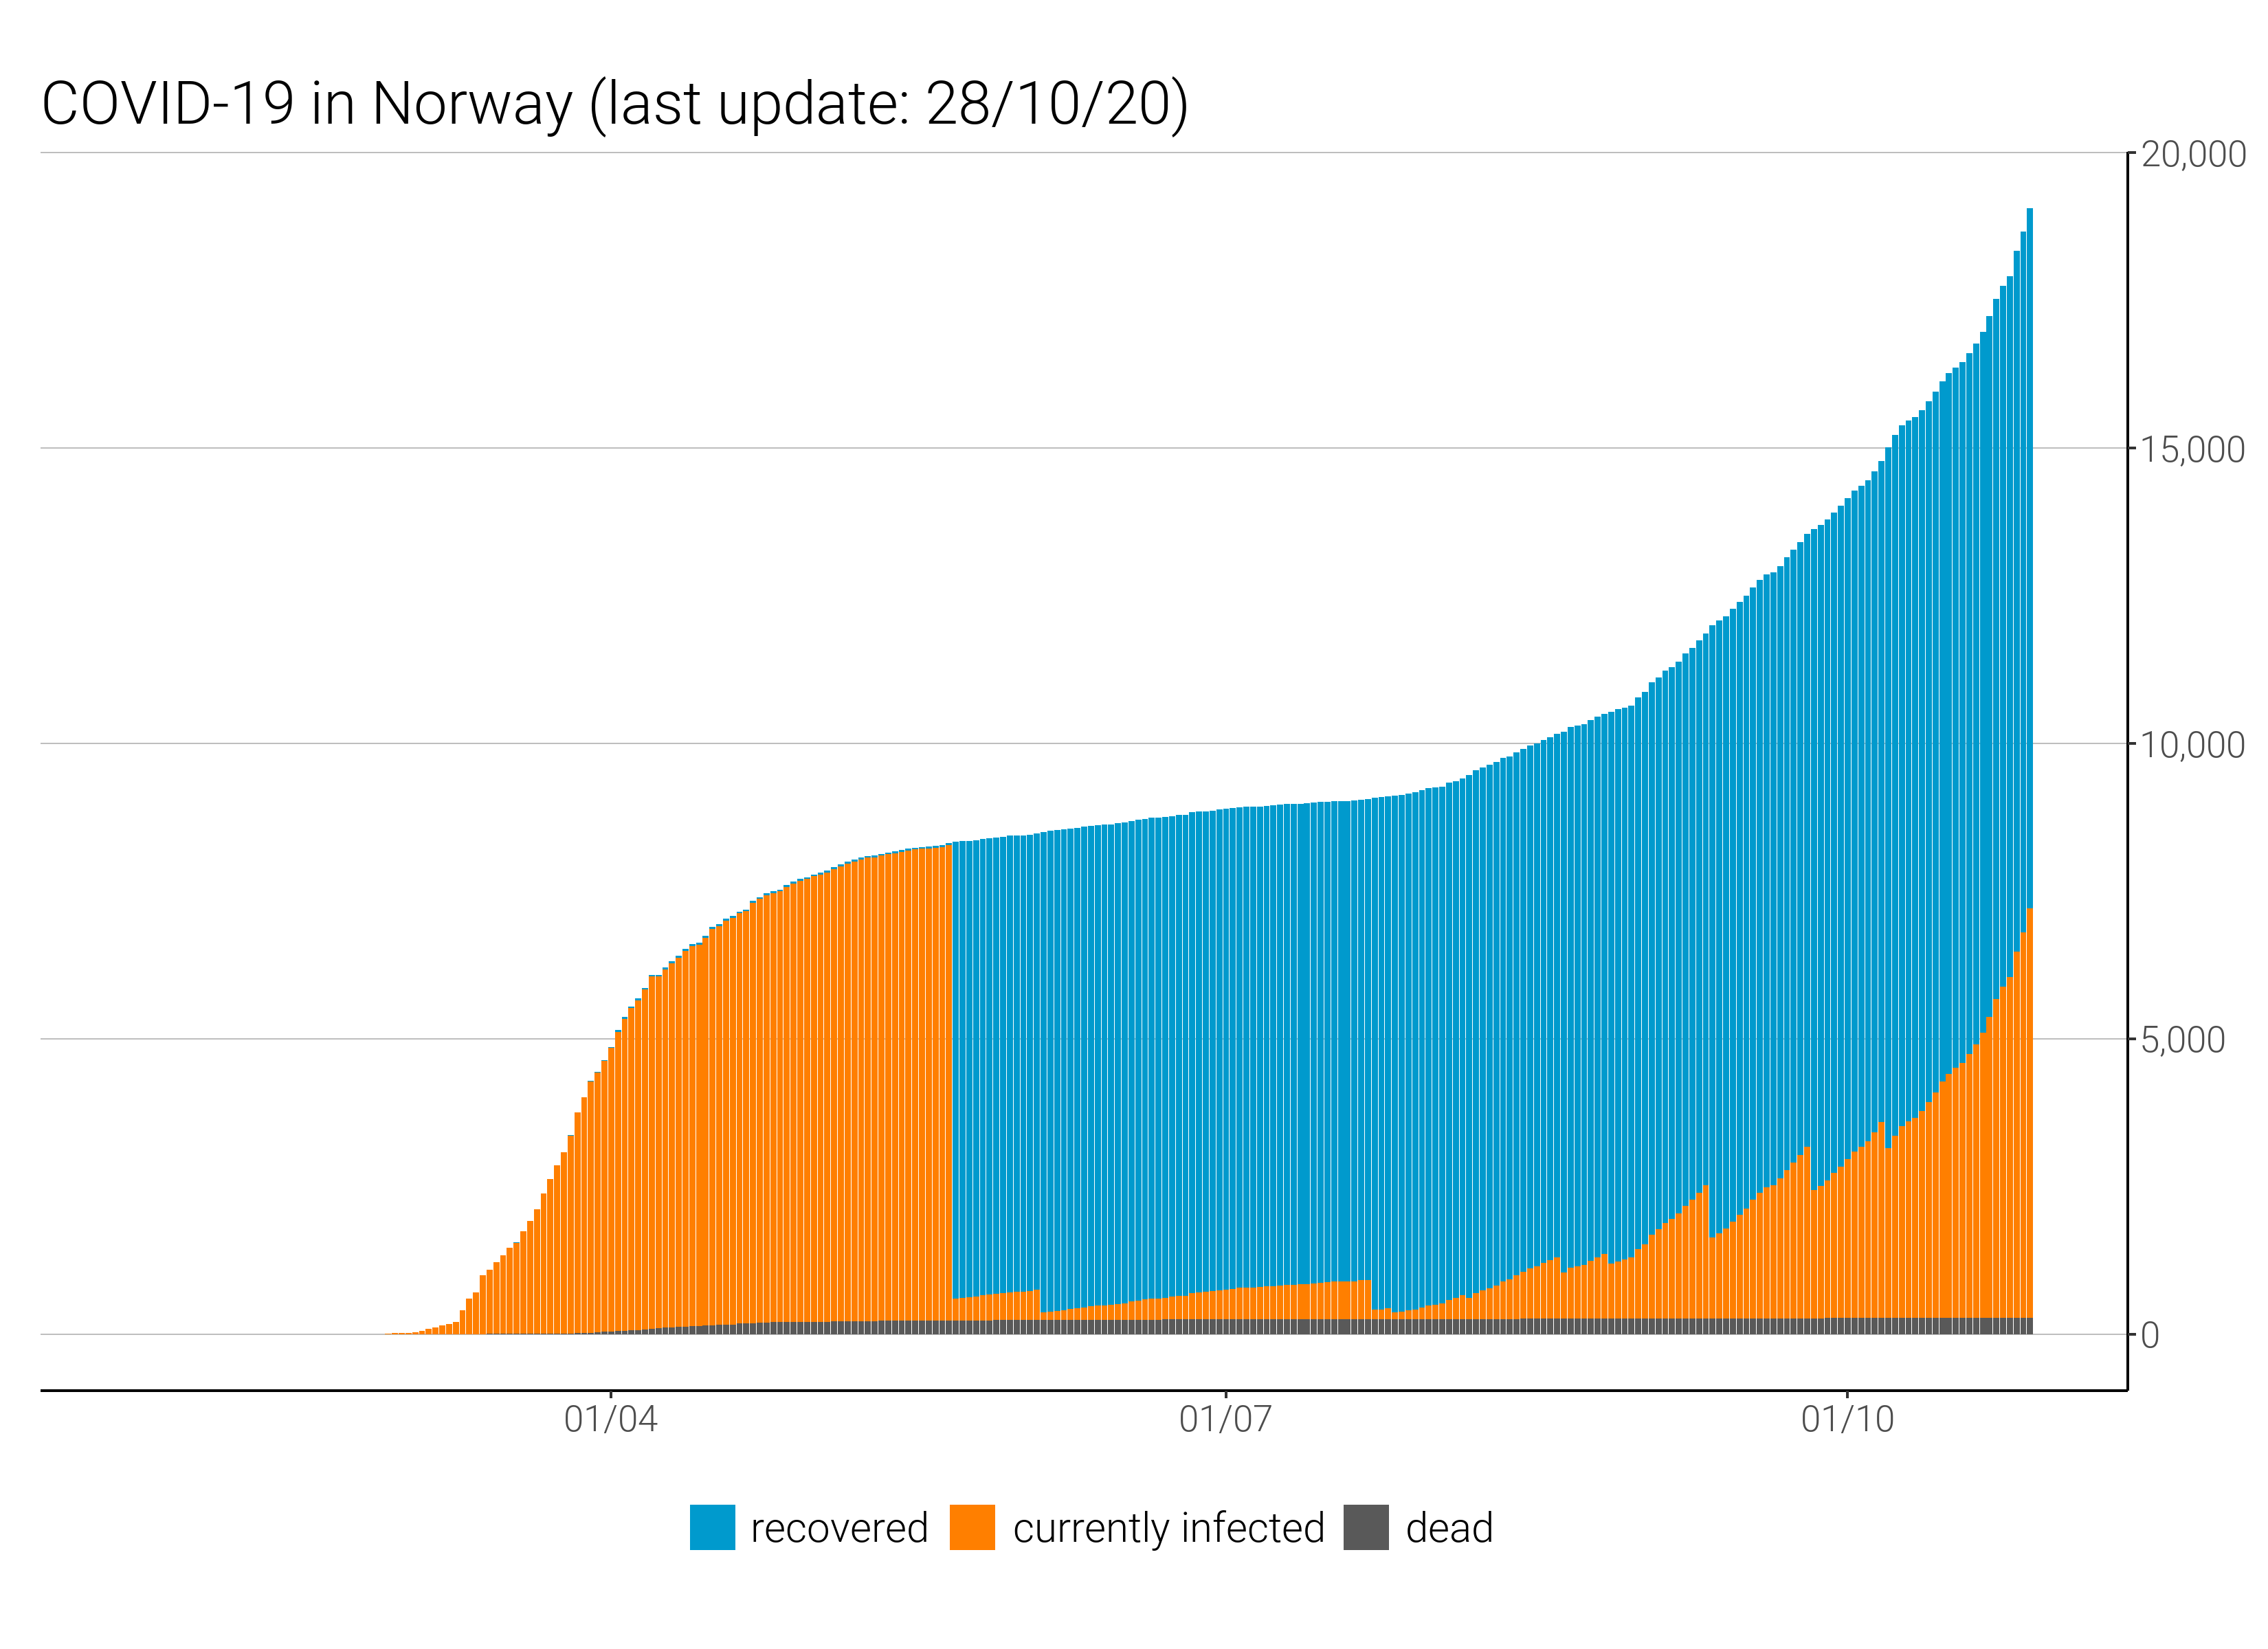 COVID-19 in Norway (last update: 28/10/20)
20,000
15,000
10,000
5,000
0
01/04 01/07 01/10
recovered currently infected dead